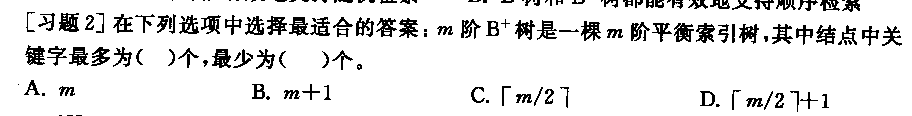 [习题2] 在下列选项中选择最适合的答案：m 阶 B⁺ 树是一棵 m 阶平衡索引树,其中结点中关
键字最多为( )个,最少为( )个。
A. m B. m+1 C. ⌈m/2⌉ D. ⌈m/2⌉+1